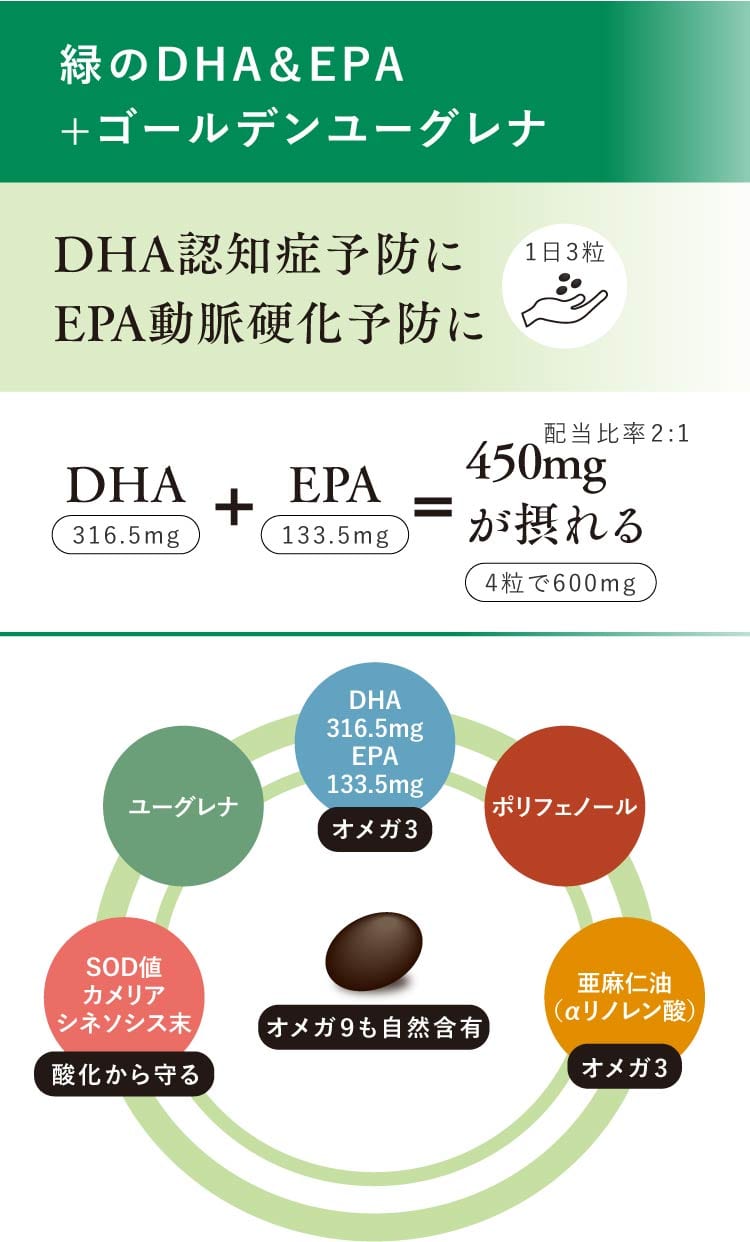 緑のDHA&EPA
+ゴールデンユーグレナ
DHA認知症予防に
EPA動脈硬化予防に
1日3粒
配当比率2:1
DHA
316.5mg
+
EPA
133.5mg
=
450mg
が摂れる
4粒で600mg
DHA
316.5mg
EPA
133.5mg
オメガ3
ユーグレナ
ポリフェノール
SOD値
カメリア
シネソシス末
酸化から守る
オメガ9も自然含有
亜麻仁油
(αリノレン酸)
オメガ3